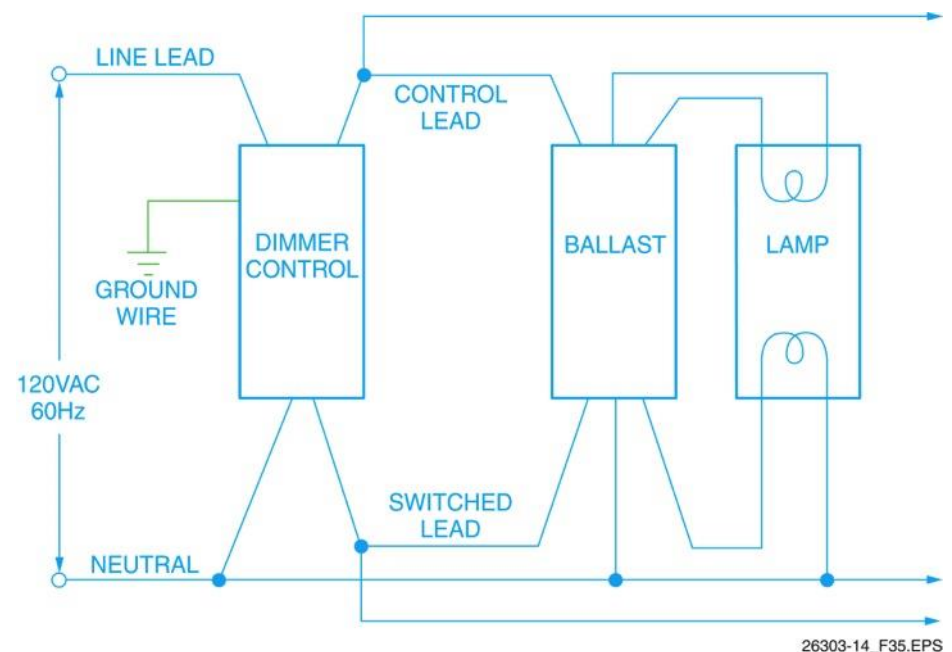 LINE LEAD
CONTROL
LEAD
DIMMER
CONTROL
BALLAST
LAMP
GROUND
WIRE
120VAC
60Hz
SWITCHED
LEAD
NEUTRAL
26303-14_F35.EPS